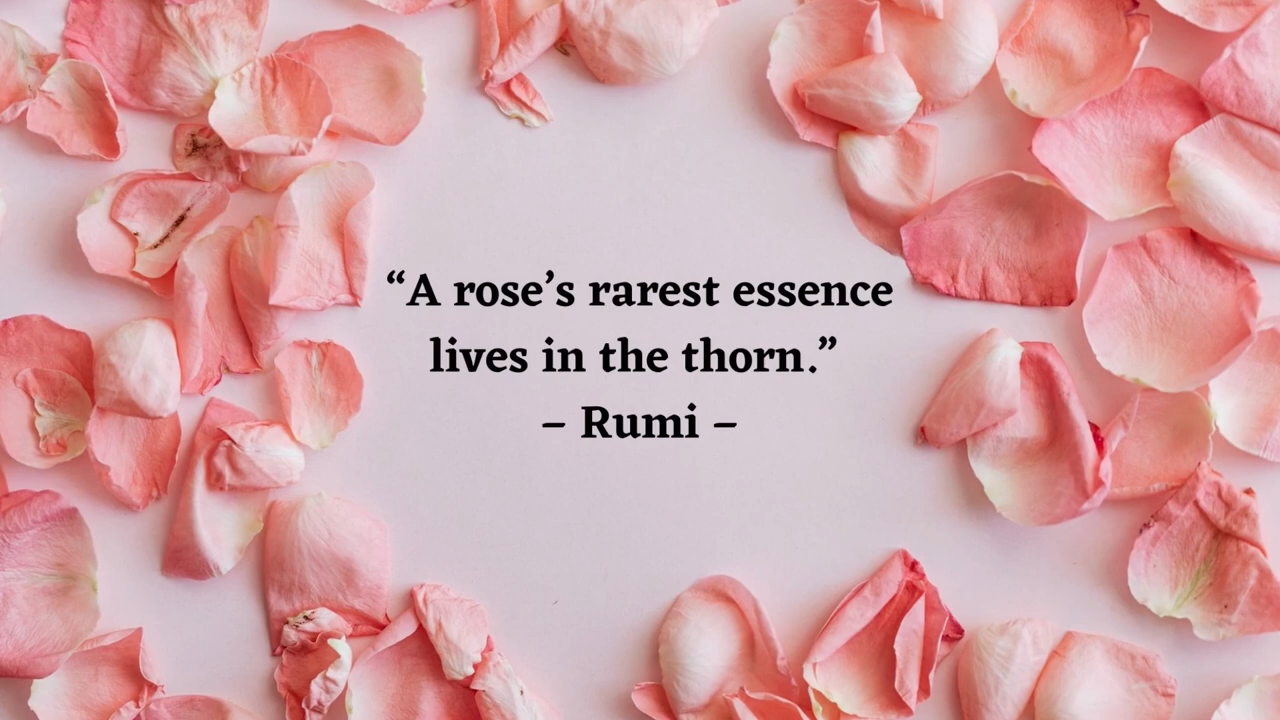 “A rose’s rarest essence
lives in the thorn.”
– Rumi –